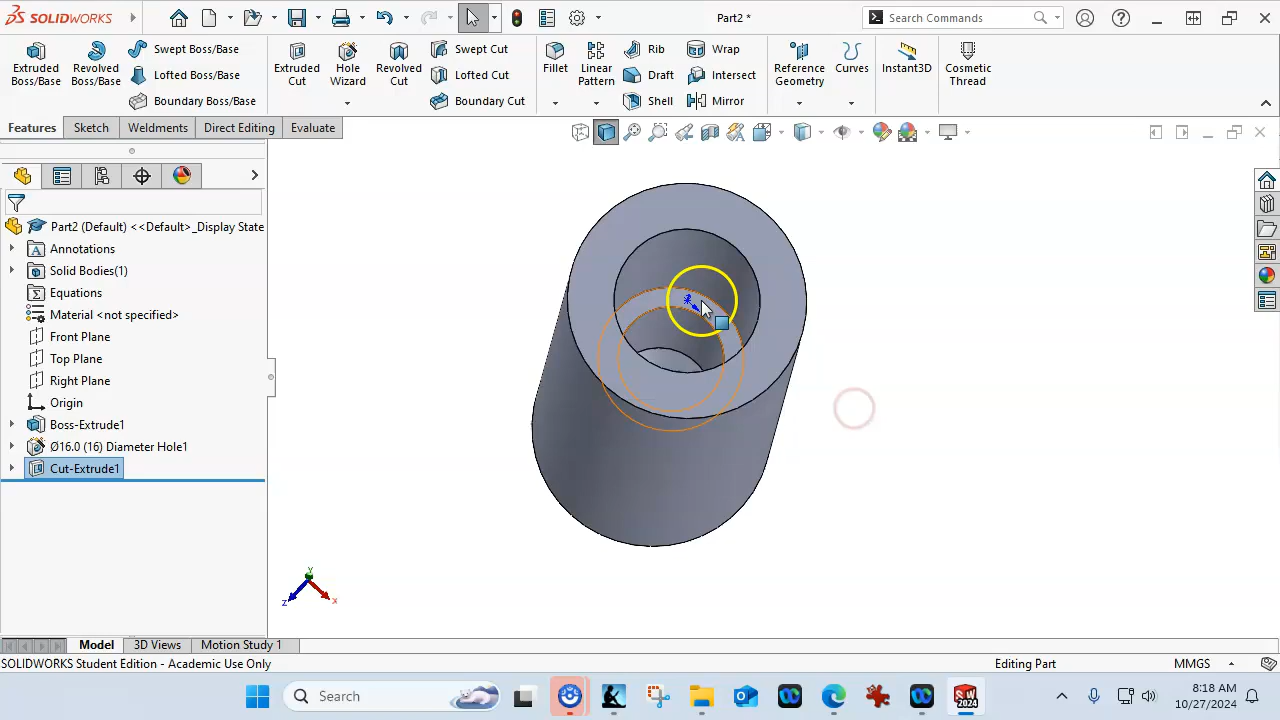 SOLIDWORKS
Part2 *
Search Commands
Extruded Boss/Base
Revolved Boss/Base
Swept Boss/Base
Lofted Boss/Base
Boundary Boss/Base
Extruded Cut
Hole Wizard
Revolved Cut
Swept Cut
Lofted Cut
Boundary Cut
Fillet
Linear Pattern
Rib
Draft
Shell
Wrap
Intersect
Mirror
Reference Geometry
Curves
Instant3D
Cosmetic Thread
Features
Sketch
Weldments
Direct Editing
Evaluate
Part2 (Default) <<Default>_Display State
Annotations
Solid Bodies(1)
Equations
Material <not specified>
Front Plane
Top Plane
Right Plane
Origin
Boss-Extrude1
Ø16.0 (16) Diameter Hole1
Cut-Extrude1
Y
Z
X
Model
3D Views
Motion Study 1
SOLIDWORKS Student Edition - Academic Use Only
Editing Part
MMGS
Search
SW
2024
8:18 AM
10/27/2024